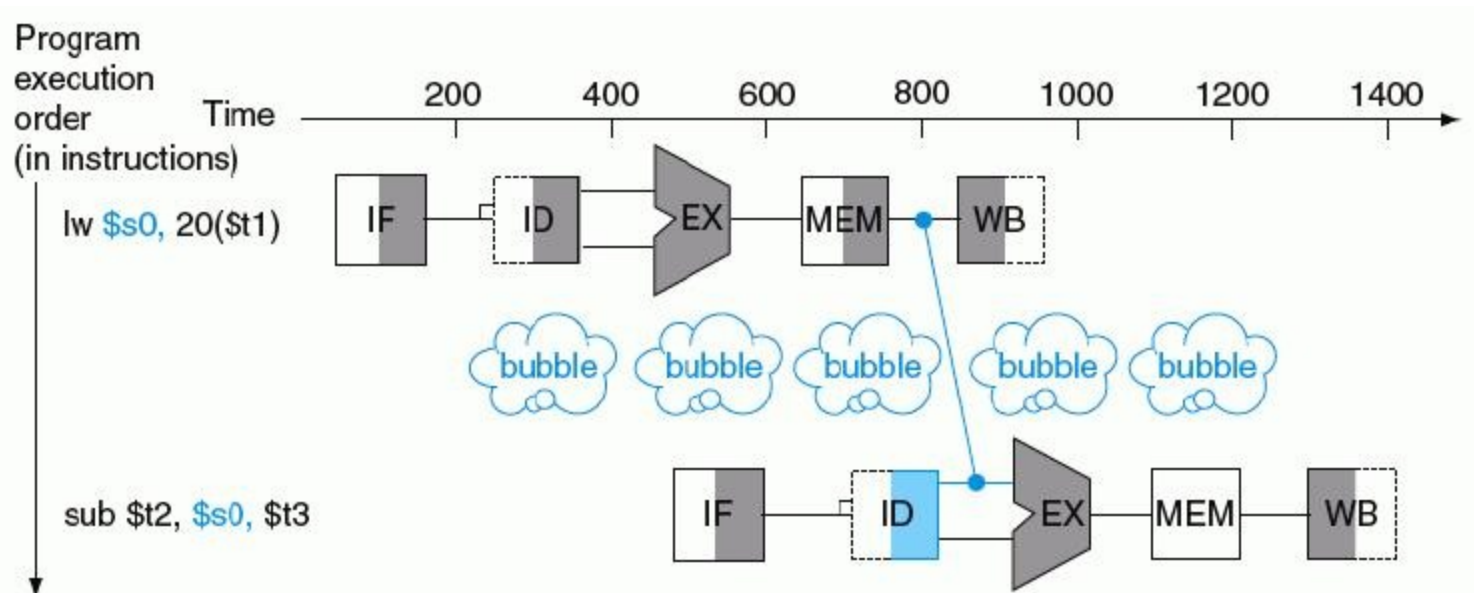 Program
execution
order
(in instructions)
Time
200 400 600 800 1000 1200 1400
lw $s0, 20($t1)
IF ID EX MEM WB
bubble bubble bubble bubble bubble
sub $t2, $s0, $t3
IF ID EX MEM WB